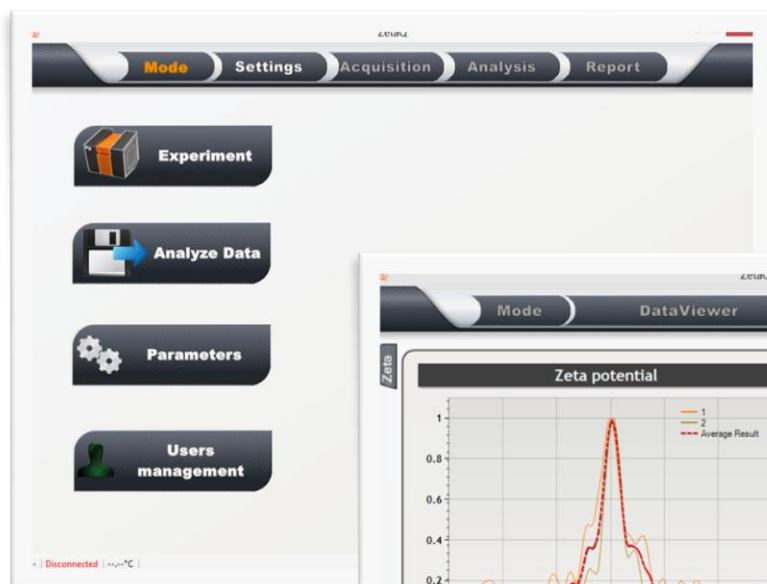 ZetaQ
Mode
Settings
Acquisition
Analysis
Report
Experiment
Analyze Data
Parameters
Users
management
Disconnected | --,--°C |
Mode
DataViewer
Zeta
Zeta potential
1
2
Average Result
1
0.8
0.6
0.4
0.2